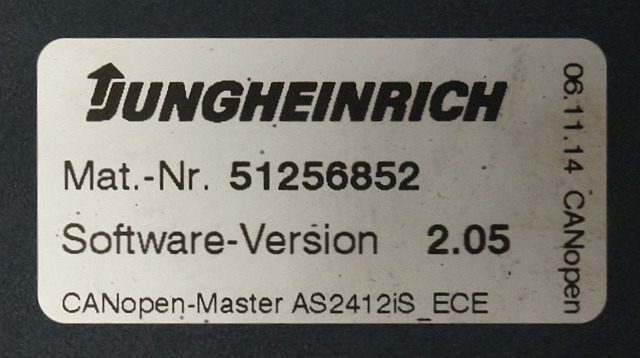 JUNGHEINRICH
Mat.-Nr. 51256852
Software-Version 2.05
CANopen-Master AS2412iS_ECE
06.11.14 CANopen